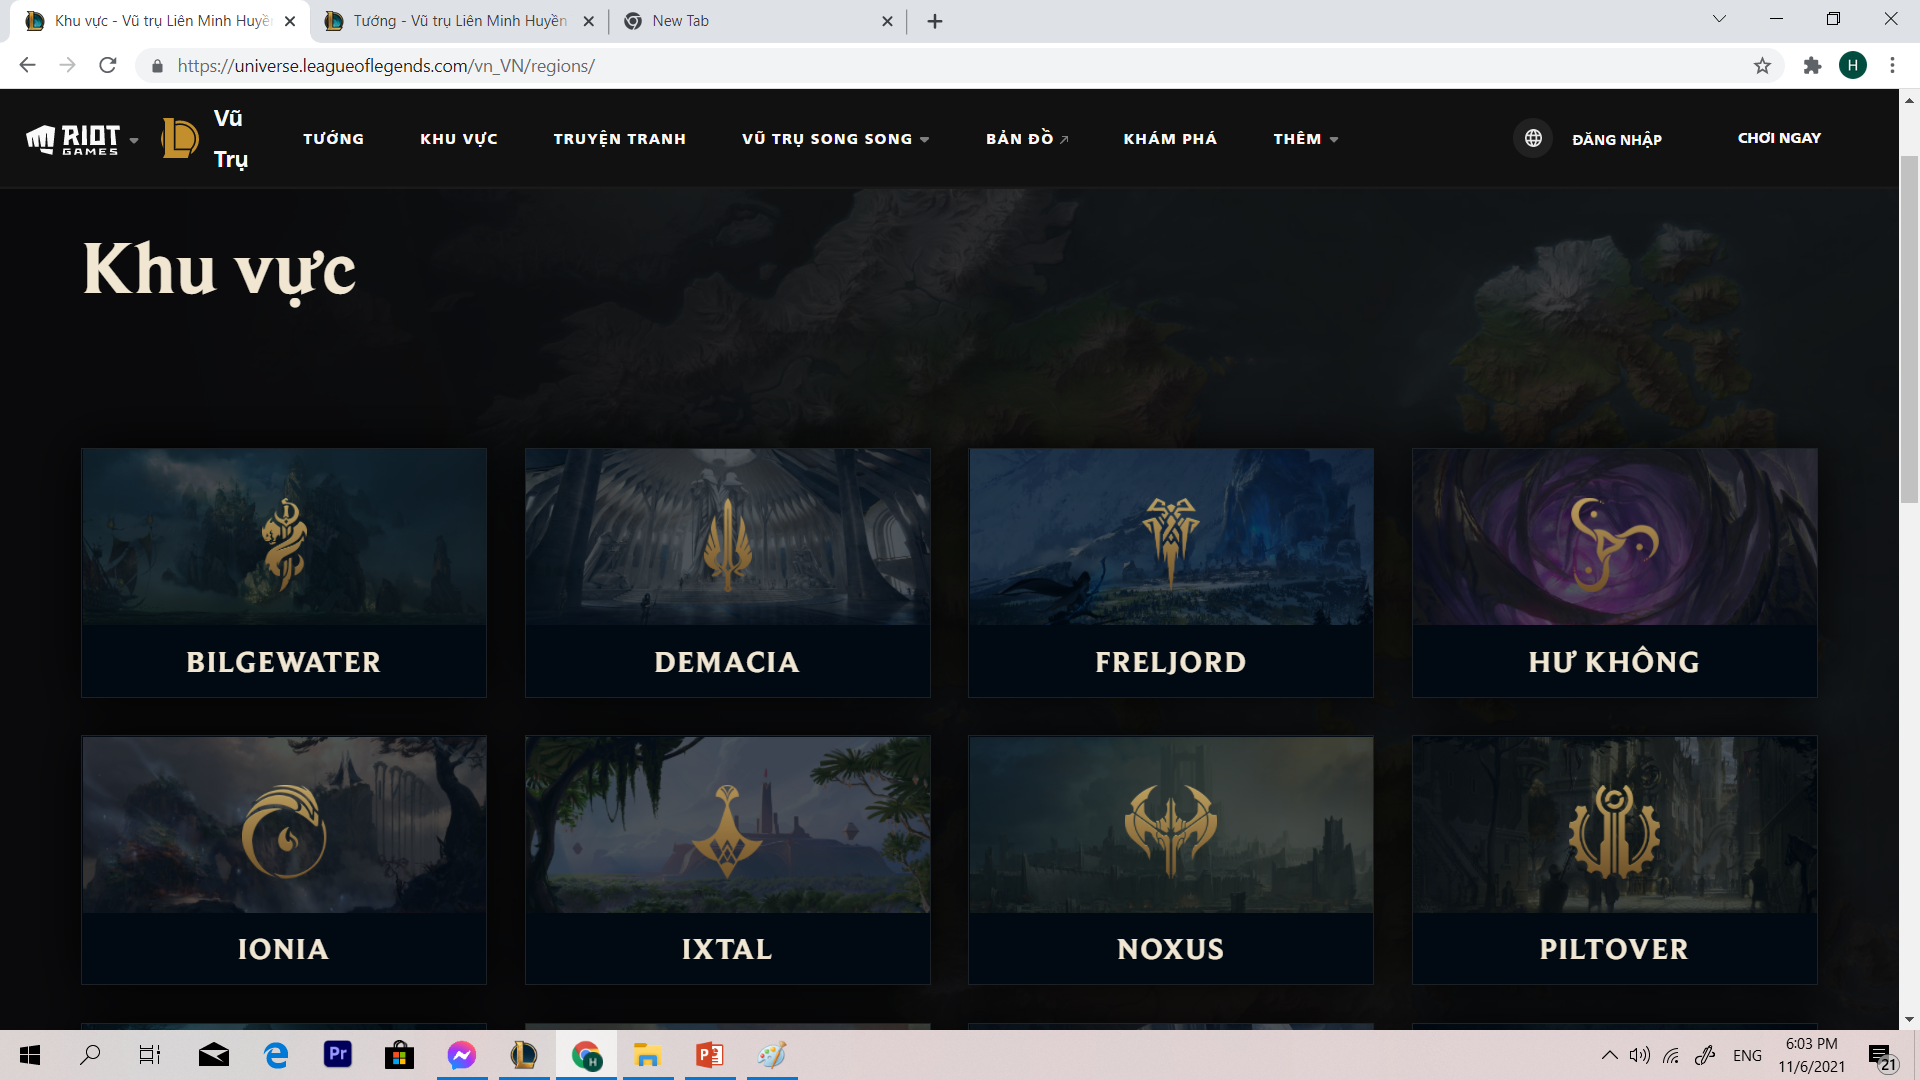 Khu vực - Vũ trụ Liên Minh Huyền
Tướng - Vũ trụ Liên Minh Huyền
New Tab
https://universe.leagueoflegends.com/vn_VN/regions/
H
RIOT GAMES
Vũ Trụ
TƯỚNG
KHU VỰC
TRUYỆN TRANH
VŨ TRỤ SONG SONG
BẢN ĐỒ
KHÁM PHÁ
THÊM
ĐĂNG NHẬP
CHƠI NGAY
Khu vực
BILGEWATER
DEMACIA
FRELJORD
HƯ KHÔNG
IONIA
IXTAL
NOXUS
PILTOVER
Pr
H
P
ENG
6:03 PM
11/6/2021
21